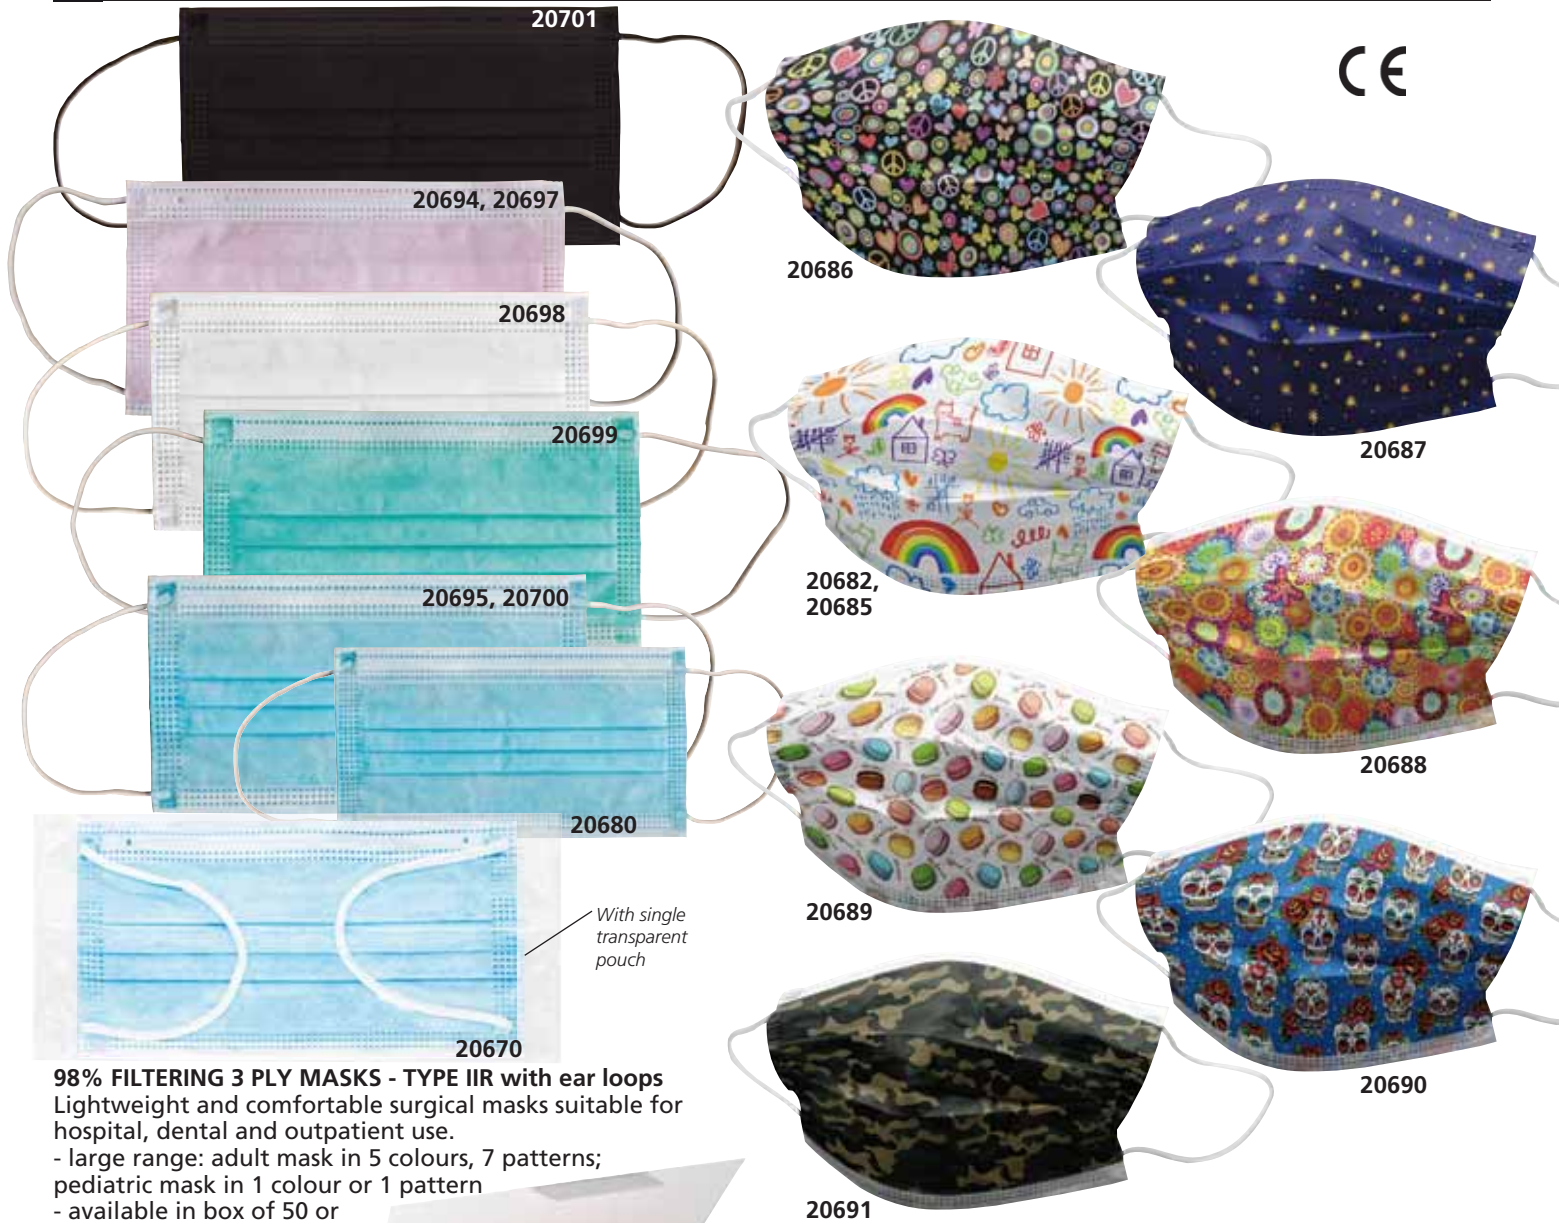 20701
CE
20694, 20697
20686
20698
20699
20687
20682,
20685
20695, 20700
20688
20680
20689
With single
transparent
pouch
20670
20690
20691
98% FILTERING 3 PLY MASKS - TYPE IIR with ear loops
Lightweight and comfortable surgical masks suitable for
hospital, dental and outpatient use.
- large range: adult mask in 5 colours, 7 patterns;
pediatric mask in 1 colour or 1 pattern
- available in box of 50 or